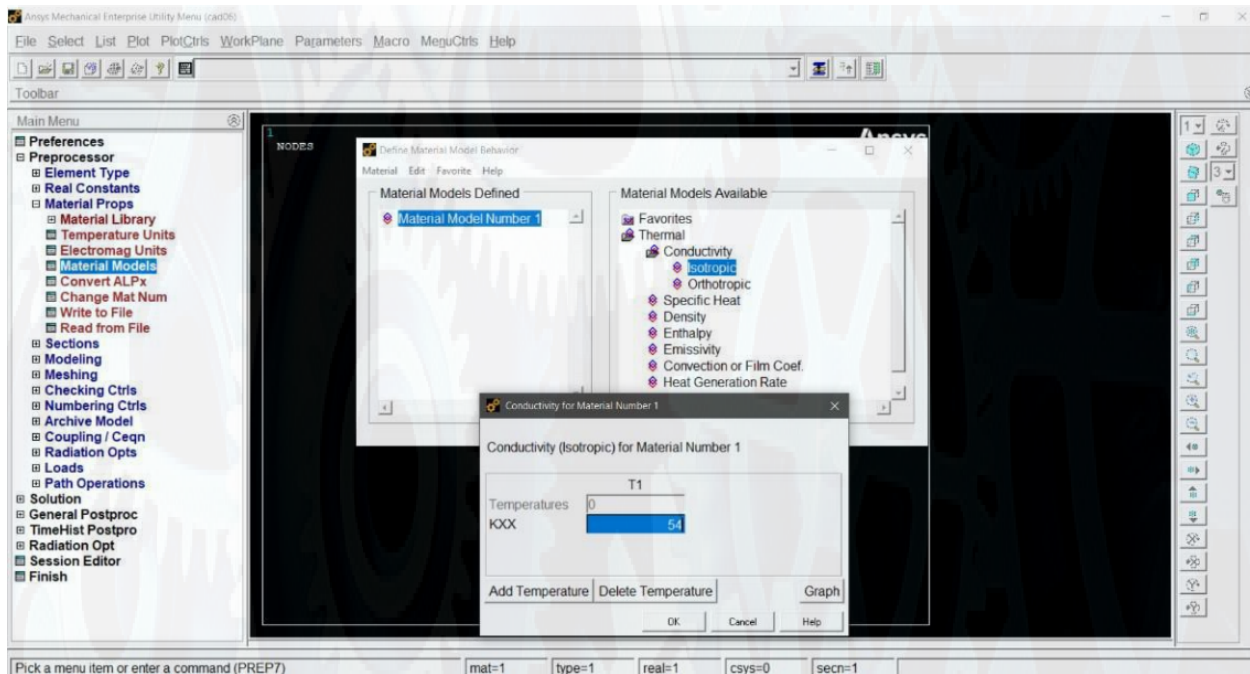 Ansys Mechanical Enterprise Utility Menu (cad06)
File Select List Plot PlotCtrls WorkPlane Parameters Macro MenuCtrls Help
Toolbar
Main Menu
Preferences
Preprocessor
Element Type
Real Constants
Material Props
Material Library
Temperature Units
Electromag Units
Material Models
Convert ALPx
Change Mat Num
Write to File
Read from File
Sections
Modeling
Meshing
Checking Ctrls
Numbering Ctrls
Archive Model
Coupling / Ceqn
Radiation Opts
Loads
Path Operations
Solution
General Postproc
TimeHist Postpro
Radiation Opt
Session Editor
Finish
1
NODES
Ansys
Define Material Model Behavior
Material Edit Favorite Help
Material Models Defined
Material Model Number 1
Material Models Available
Favorites
Thermal
Conductivity
Isotropic
Orthotropic
Specific Heat
Density
Enthalpy
Emissivity
Convection or Film Coef.
Heat Generation Rate
Conductivity for Material Number 1
Conductivity (Isotropic) for Material Number 1
T1
Temperatures 0
KXX 54
Add Temperature Delete Temperature Graph
OK Cancel Help
1
3
Pick a menu item or enter a command (PREP7) mat=1 type=1 real=1 csys=0 secn=1